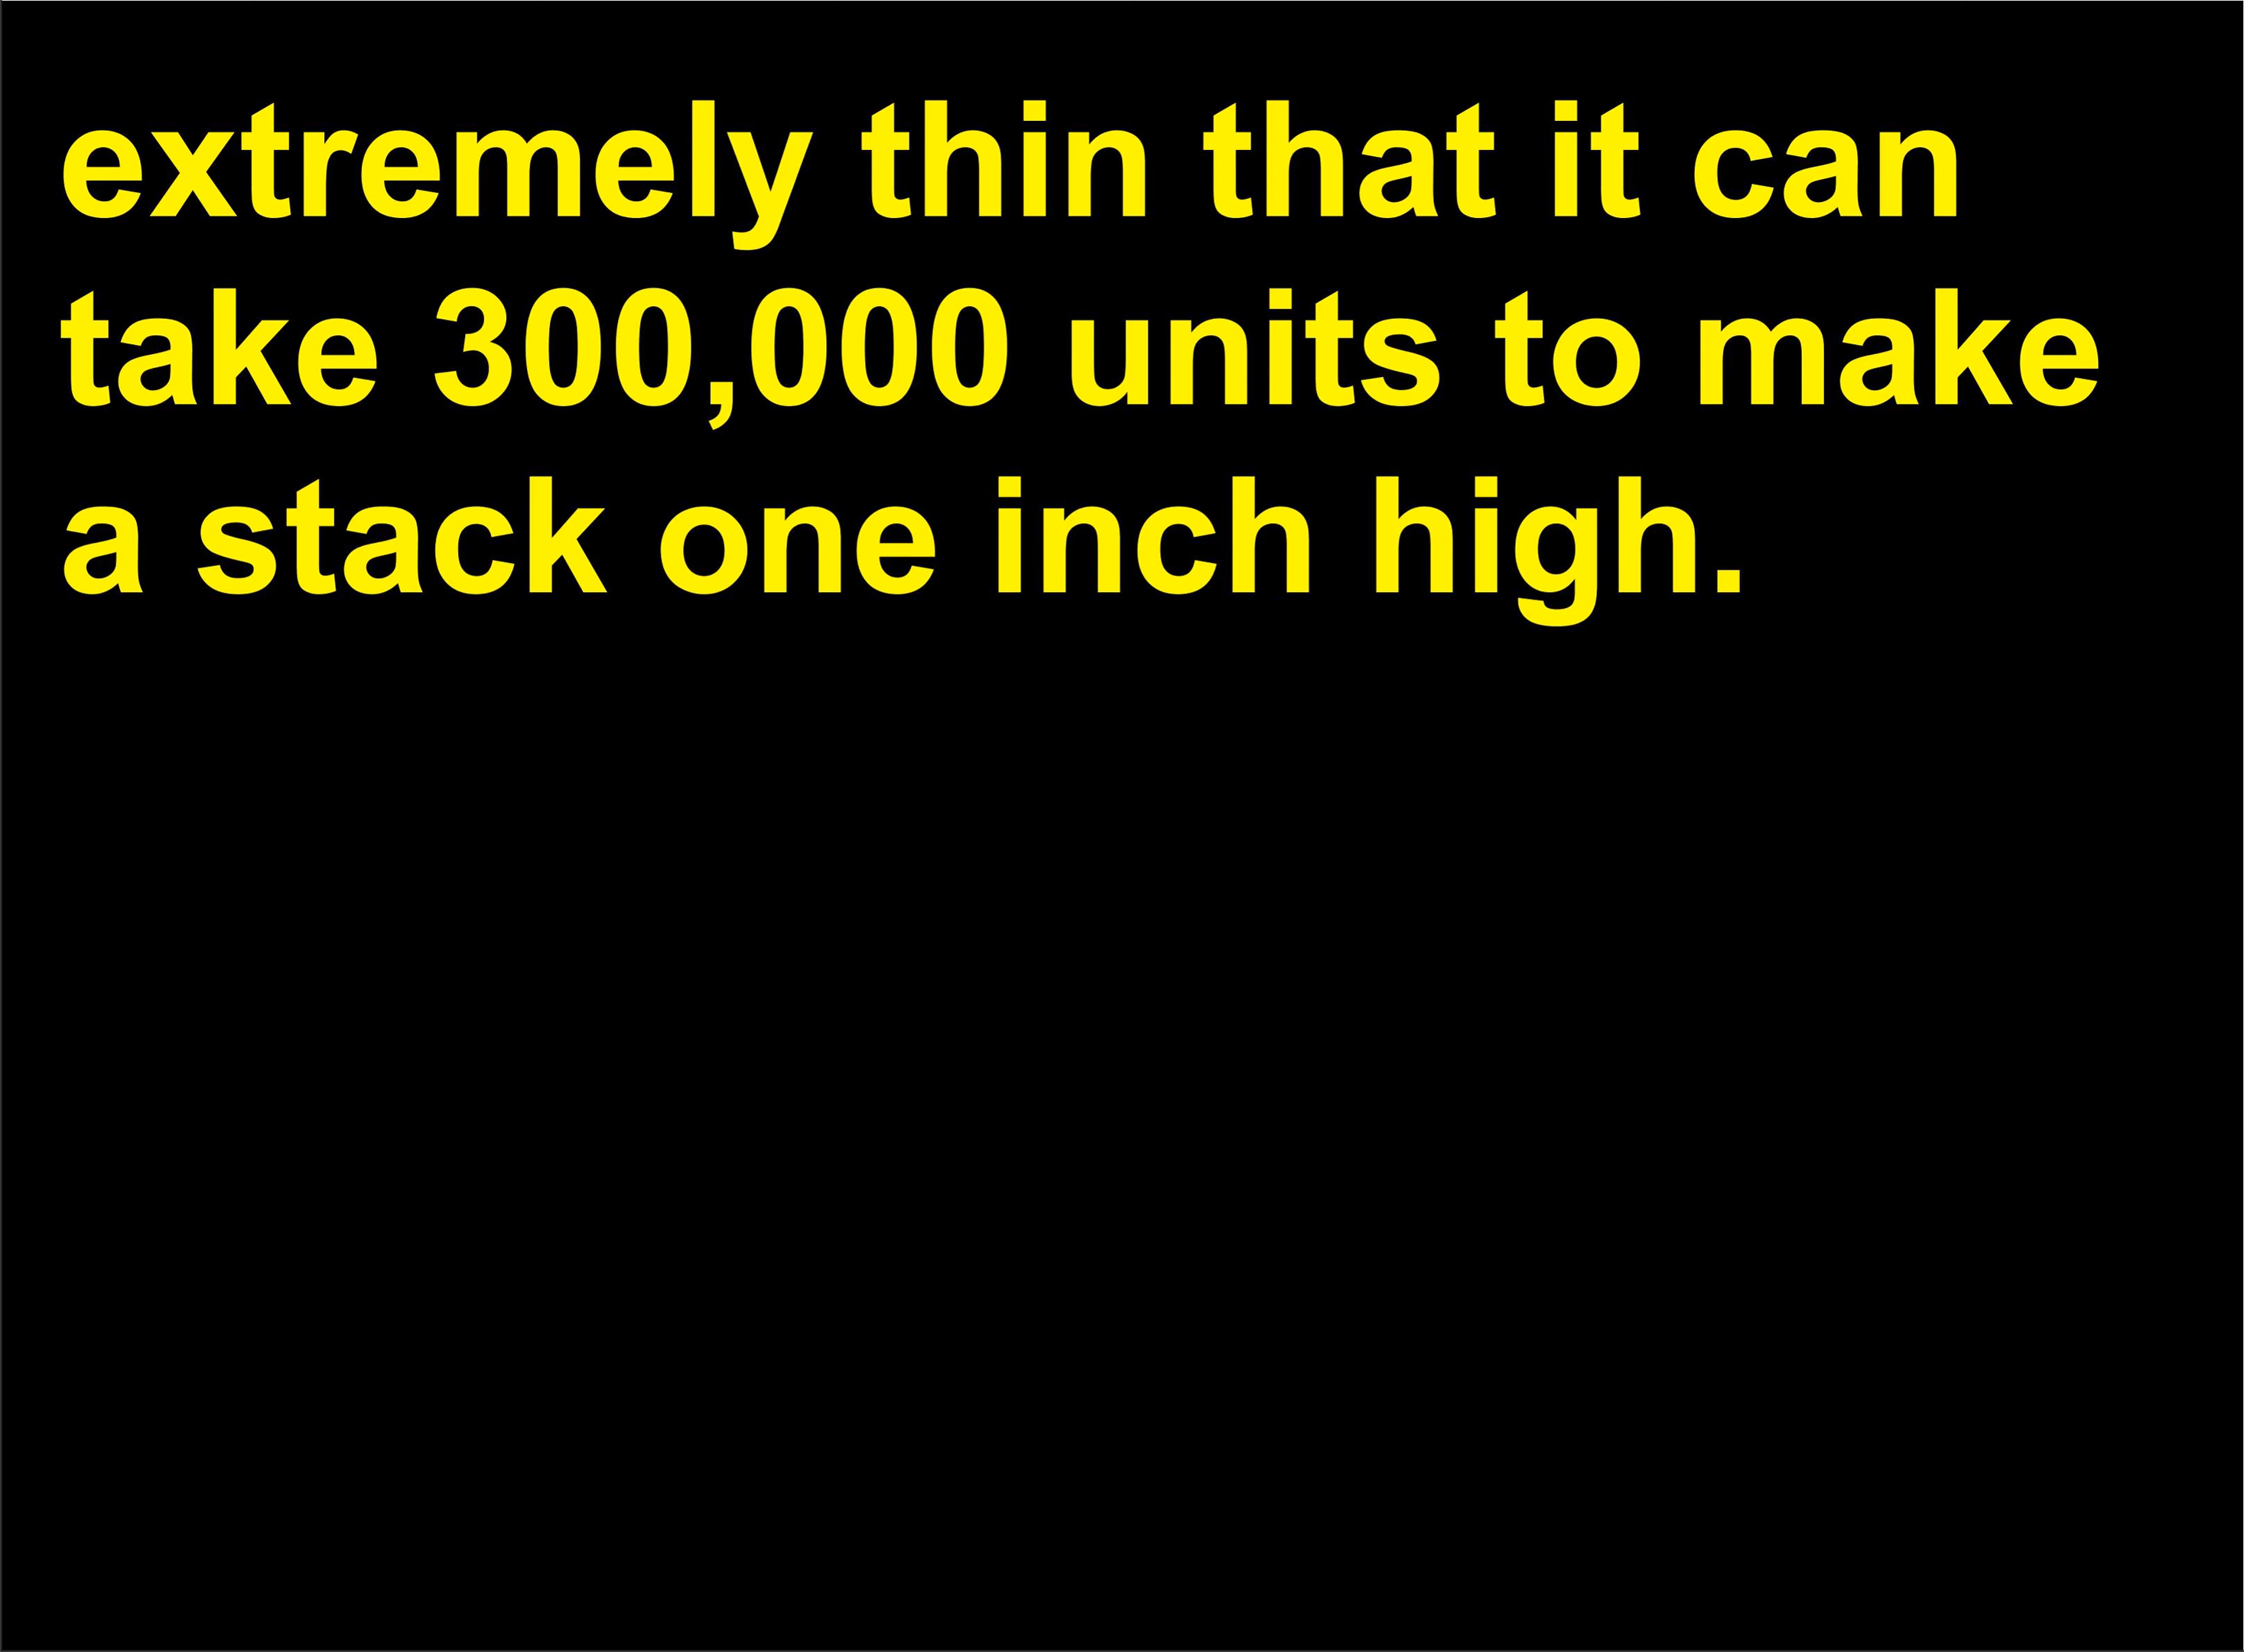 extremely thin that it can
take 300,000 units to make
a stack one inch high.